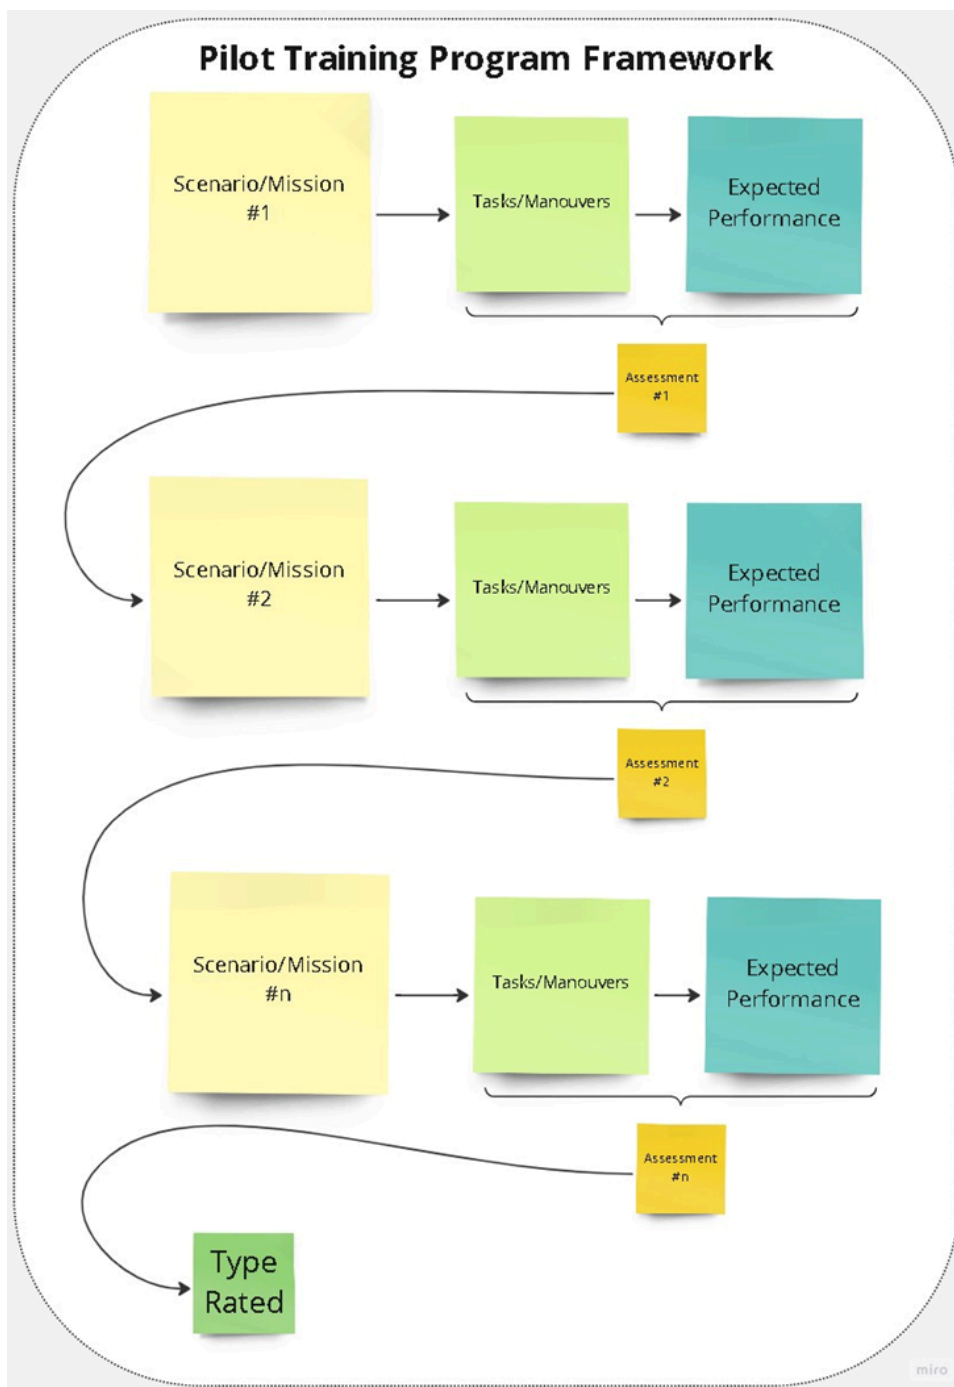 Pilot Training Program Framework
Scenario/Mission
#1
Tasks/Manouvers
Expected
Performance
Assessment
#1
Scenario/Mission
#2
Tasks/Manouvers
Expected
Performance
Assessment
#2
Scenario/Mission
#n
Tasks/Manouvers
Expected
Performance
Assessment
#n
Type
Rated
miro